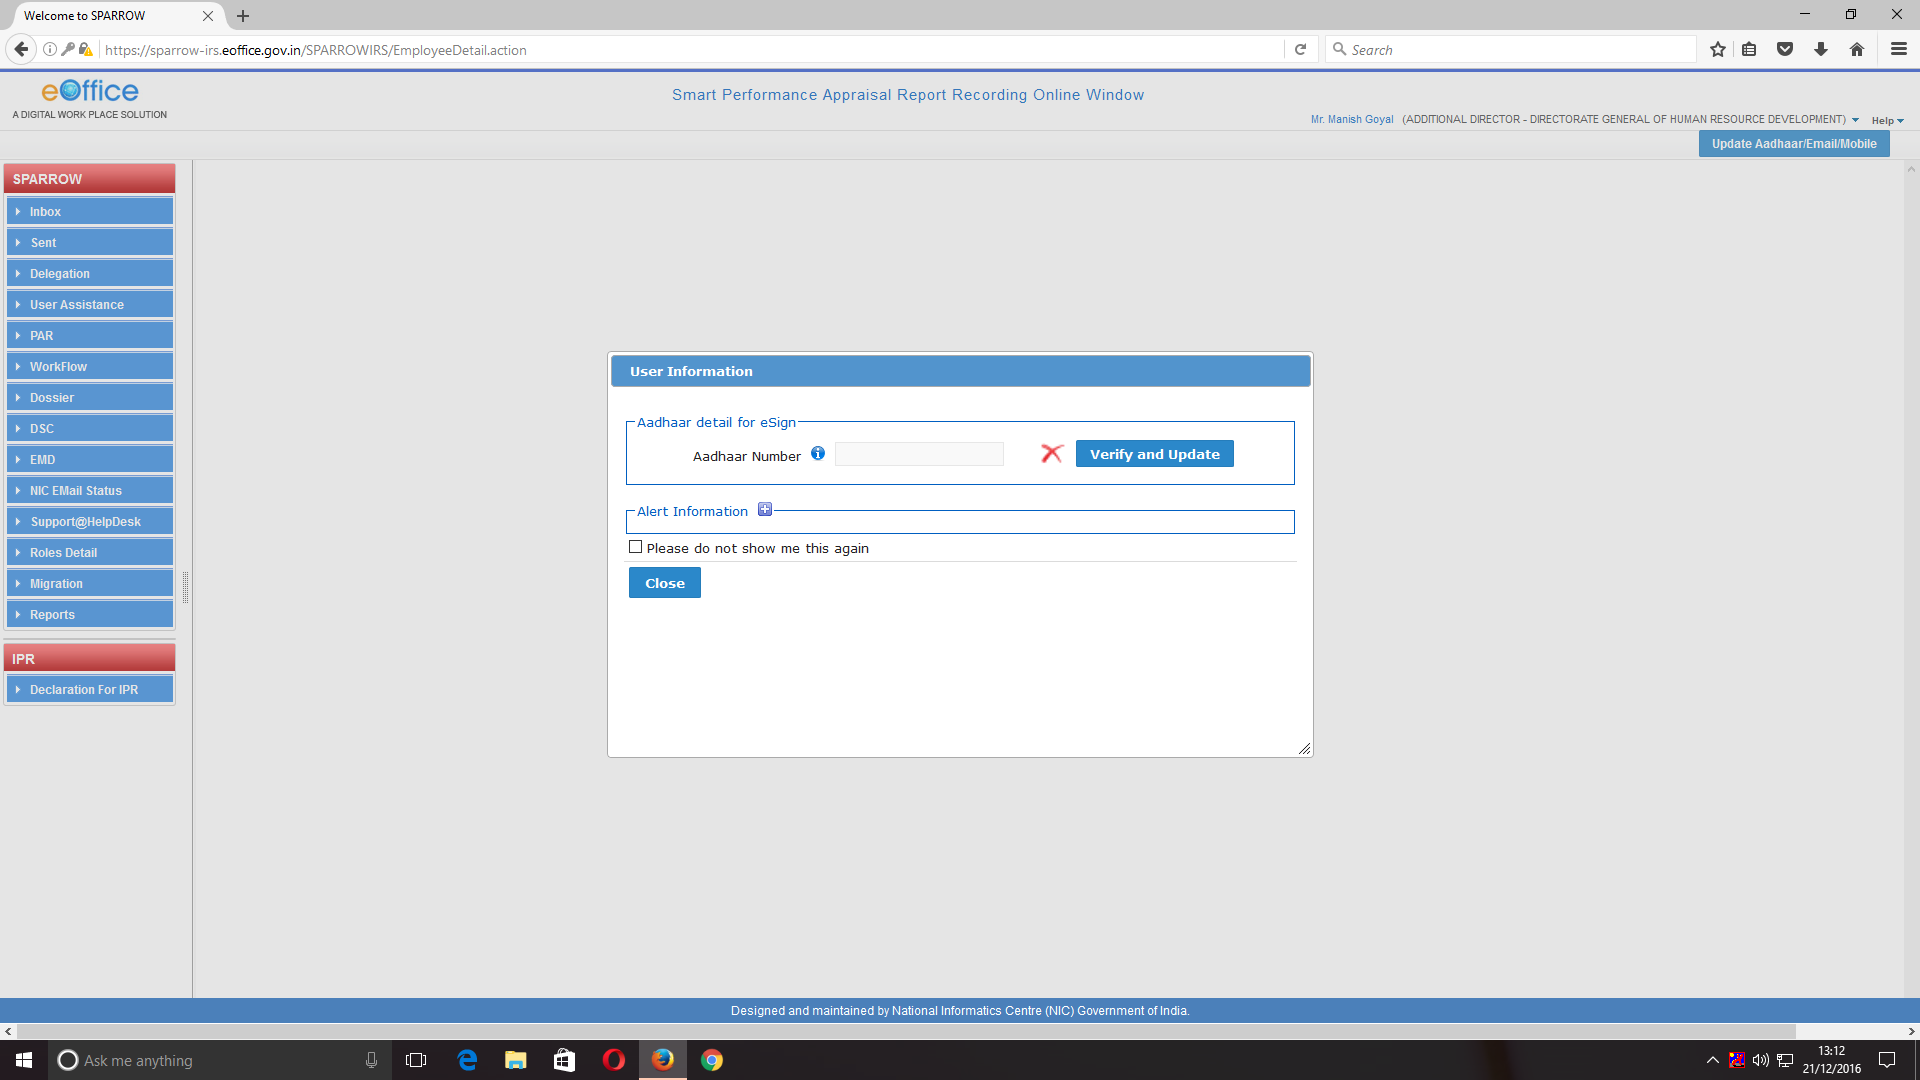 Welcome to SPARROW
https://sparrow-irs.eoffice.gov.in/SPARROWIRS/EmployeeDetail.action
Search
eOffice
A DIGITAL WORK PLACE SOLUTION
Smart Performance Appraisal Report Recording Online Window
Mr. Manish Goyal (ADDITIONAL DIRECTOR - DIRECTORATE GENERAL OF HUMAN RESOURCE DEVELOPMENT) Help
Update Aadhaar/Email/Mobile
SPARROW
Inbox
Sent
Delegation
User Assistance
PAR
WorkFlow
Dossier
DSC
EMD
NIC EMail Status
Support@HelpDesk
Roles Detail
Migration
Reports
IPR
Declaration For IPR
User Information
Aadhaar detail for eSign
Aadhaar Number
Verify and Update
Alert Information
Please do not show me this again
Close
Designed and maintained by National Informatics Centre (NIC) Government of India.
Ask me anything
13:12
21/12/2016